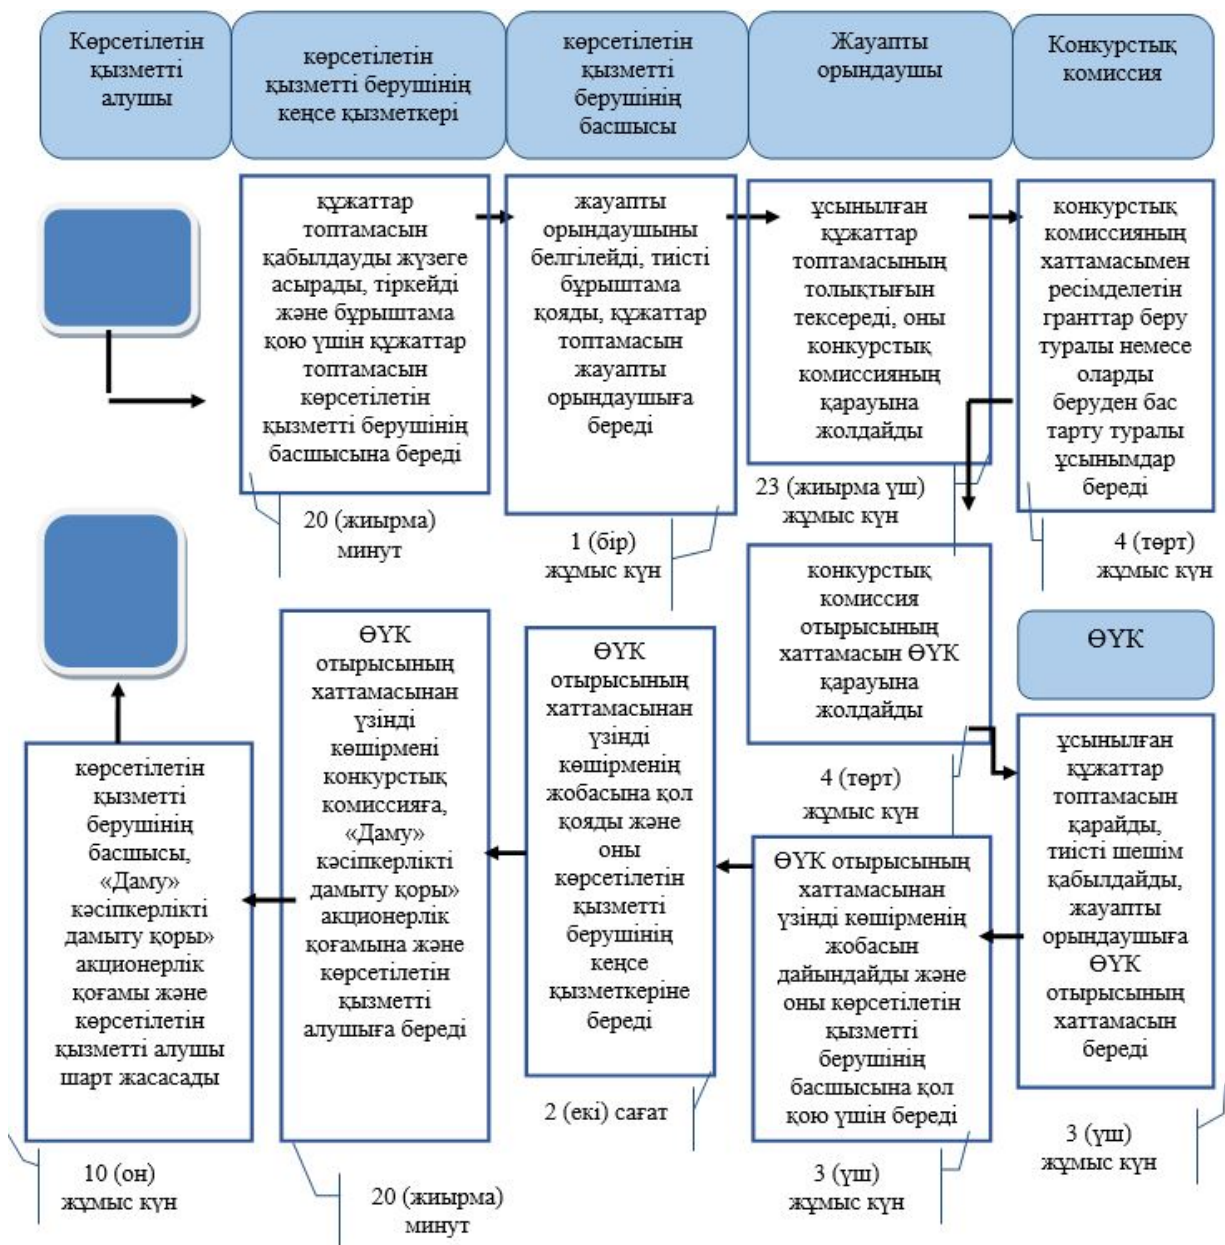 Көрсетілетін
қызметті
алушы
көрсетілетін
қызметті берушінің
кеңсе қызметкері
көрсетілетін
қызметті
берушінің
басшысы
Жауапты
орындаушы
Конкурстық
комиссия
құжаттар
топтамасын
қабылдауды жүзеге
асырады, тіркейді
және бұрыштама
қою үшін құжаттар
топтамасын
көрсетілетін
қызметті берушінің
басшысына береді
20 (жиырма)
минут
жауапты
орындаушыны
белгілейді, тиісті
бұрыштама
қояды, құжаттар
топтамасын
жауапты
орындаушыға
береді
1 (бір)
жұмыс күн
ұсынылған
құжаттар
топтамасының
толықтығын
тексереді, оны
конкурстық
комиссияның
қарауына
жолдайды
23 (жиырма үш)
жұмыс күн
конкурстық
комиссияның
хаттамасымен
ресімделетін
гранттар беру
туралы немесе
оларды
беруден бас
тарту туралы
ұсынымдар
береді
4 (төрт)
жұмыс күн
конкурстық
комиссия
отырысының
хаттамасын ӨҮК
қарауына
жолдайды
4 (төрт)
жұмыс күн
ӨҮК
ұсынылған
құжаттар
топтамасын
қарайды,
тиісті шешім
қабылдайды,
жауапты
орындаушыға
ӨҮК
отырысының
хаттамасын
береді
3 (үш)
жұмыс күн
ӨҮК отырысының
хаттамасынан
үзінді көшірменің
жобасын
дайындайды және
оны көрсетілетін
қызметті
берушінің
басшысына қол
қою үшін береді
3 (үш)
жұмыс күн
ӨҮК
отырысының
хаттамасынан
үзінді
көшірменің
жобасына қол
қояды және
оны
көрсетілетін
қызметті
берушінің
кеңсе
қызметкеріне
береді
2 (екі) сағат
ӨҮК
отырысының
хаттамасынан
үзінді
көшірмені
конкурстық
комиссияға,
«Даму»
кәсіпкерлікті
дамыту қоры»
акционерлік
қоғамына және
көрсетілетін
қызметті
алушыға береді
20 (жиырма)
минут
көрсетілетін
қызметті
берушінің
басшысы,
«Даму»
кәсіпкерлікті
дамыту қоры»
акционерлік
қоғамы және
көрсетілетін
қызметті алушы
шарт жасасады
10 (он)
жұмыс күн